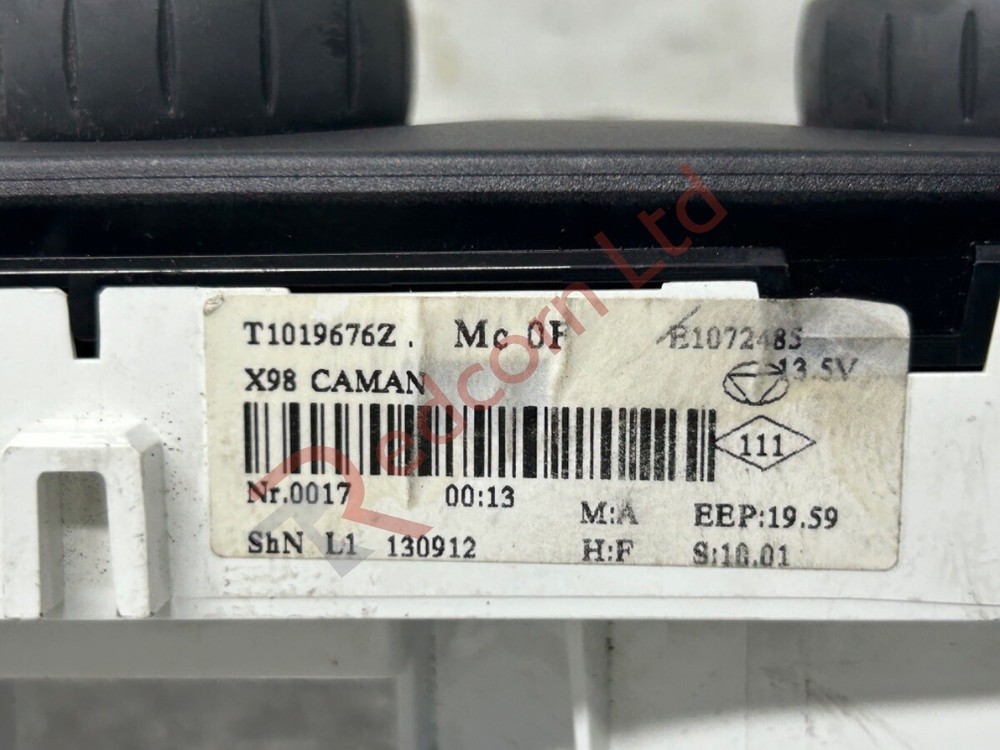 T1019676Z. Mc 0F E1072485
X98 CAMAN 13.5V
111
Nr.0017 00:13
M:A EEP:19.59
ShN L1 130912 H:F S:10.01
Redcorn Ltd